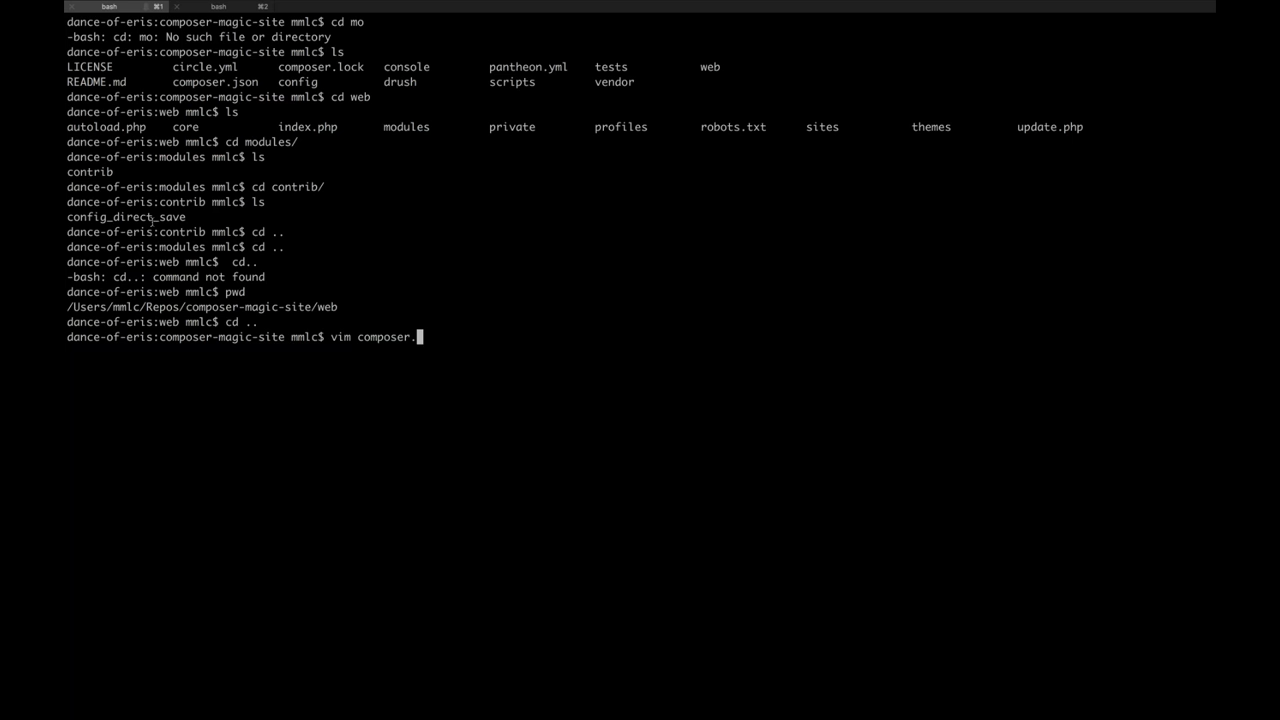 bash ⌘1 bash ⌘2
dance-of-eris:composer-magic-site mmlc$ cd mo
-bash: cd: mo: No such file or directory
dance-of-eris:composer-magic-site mmlc$ ls
LICENSE circle.yml composer.lock console pantheon.yml tests web
README.md composer.json config drush scripts vendor
dance-of-eris:composer-magic-site mmlc$ cd web
dance-of-eris:web mmlc$ ls
autoload.php core index.php modules private profiles robots.txt sites themes update.php
dance-of-eris:web mmlc$ cd modules/
dance-of-eris:modules mmlc$ ls
contrib
dance-of-eris:modules mmlc$ cd contrib/
dance-of-eris:contrib mmlc$ ls
config_direct_save
dance-of-eris:contrib mmlc$ cd ..
dance-of-eris:modules mmlc$ cd ..
dance-of-eris:web mmlc$  cd..
-bash: cd..: command not found
dance-of-eris:web mmlc$ pwd
/Users/mmlc/Repos/composer-magic-site/web
dance-of-eris:web mmlc$ cd ..
dance-of-eris:composer-magic-site mmlc$ vim composer.